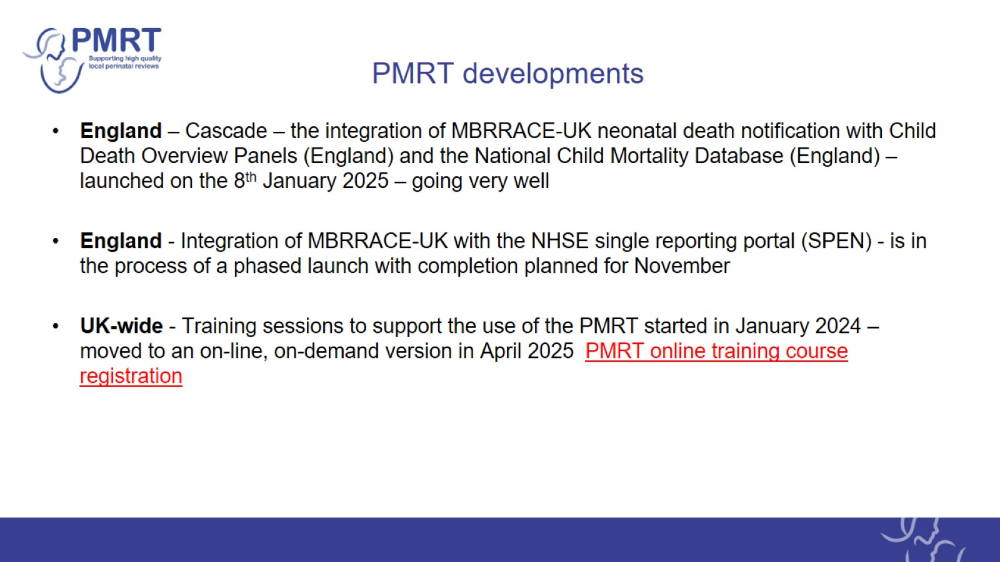 PMRT
Supporting high quality
local perinatal reviews
PMRT developments
• England – Cascade – the integration of MBRRACE-UK neonatal death notification with Child
Death Overview Panels (England) and the National Child Mortality Database (England) –
launched on the 8th January 2025 – going very well
• England - Integration of MBRRACE-UK with the NHSE single reporting portal (SPEN) - is in
the process of a phased launch with completion planned for November
• UK-wide - Training sessions to support the use of the PMRT started in January 2024 –
moved to an on-line, on-demand version in April 2025 PMRT online training course
registration